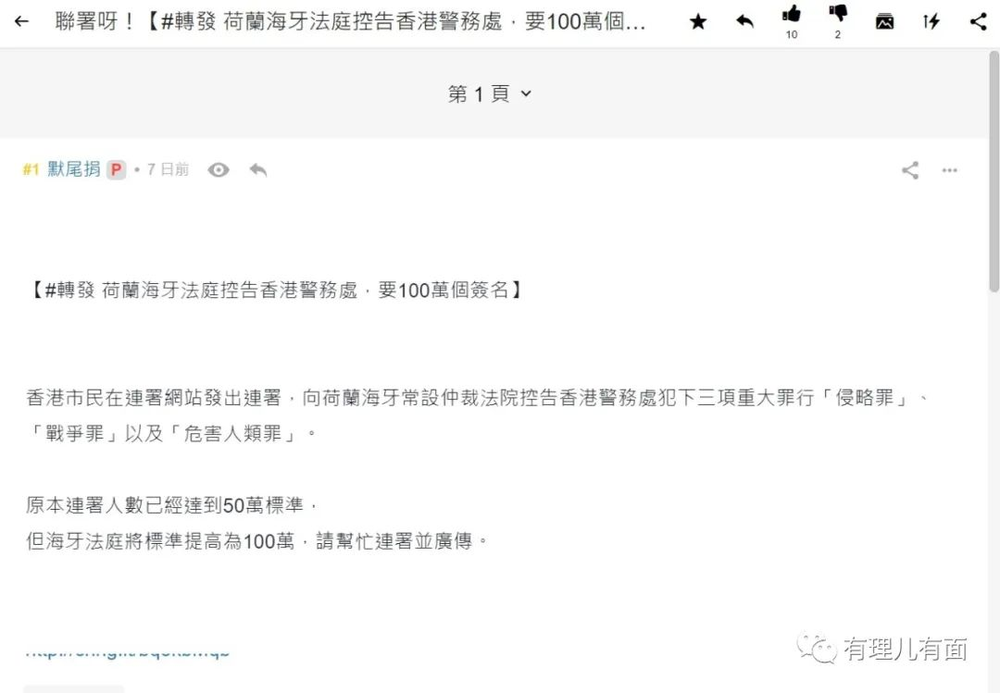 聯署呀！【#轉發 荷蘭海牙法庭控告香港警務處，要100萬個…
10
2
第 1 頁
#1 默尾捐 P • 7 日前
【#轉發 荷蘭海牙法庭控告香港警務處，要100萬個簽名】
香港市民在連署網站發出連署，向荷蘭海牙常設仲裁法院控告香港警務處犯下三項重大罪行「侵略罪」、
「戰爭罪」以及「危害人類罪」。
原本連署人數已經達到50萬標準，
但海牙法庭將標準提高為100萬，請幫忙連署並廣傳。
有理儿有面